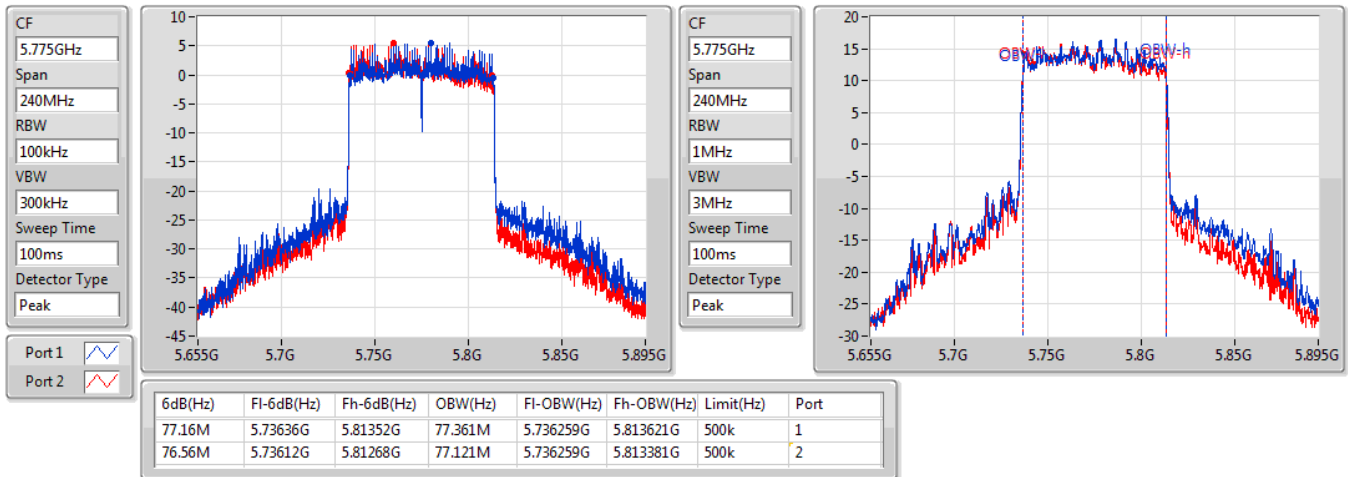 CF
5.775GHz
Span
240MHz
RBW
100kHz
VBW
300kHz
Sweep Time
100ms
Detector Type
Peak
Port 1
Port 2
10
5
0
-5
-10
-15
-20
-25
-30
-35
-40
-45
5.655G 5.7G 5.75G 5.8G 5.85G 5.895G
CF
5.775GHz
Span
240MHz
RBW
1MHz
VBW
3MHz
Sweep Time
100ms
Detector Type
Peak
20
15
10
5
0
-5
-10
-15
-20
-25
-30
OBW-h
5.655G 5.7G 5.75G 5.8G 5.85G 5.895G
6dB(Hz) Fl-6dB(Hz) Fh-6dB(Hz) OBW(Hz) Fl-OBW(Hz) Fh-OBW(Hz) Limit(Hz) Port
77.16M 5.73636G 5.81352G 77.361M 5.736259G 5.813621G 500k 1
76.56M 5.73612G 5.81268G 77.121M 5.736259G 5.813381G 500k 2